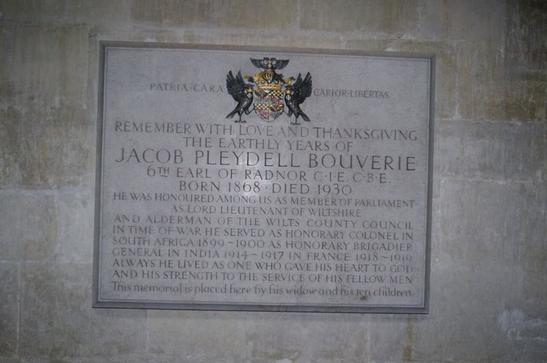 PATRIA·CARA CARIOR·LIBERTAS
REMEMBER WITH LOVE AND THANKSGIVING
THE EARTHLY YEARS OF
JACOB PLEYDELL BOUVERIE
6TH EARL OF RADNOR C·I·E. C·B·E.
BORN 1868 · DIED 1930
HE WAS HONOURED AMONG US AS MEMBER OF PARLIAMENT
AS LORD LIEUTENANT OF WILTSHIRE
AND ALDERMAN OF THE WILTS COUNTY COUNCIL
IN TIME OF WAR HE SERVED AS HONORARY COLONEL IN
SOUTH AFRICA 1899~1900 AS HONORARY BRIGADIER
GENERAL IN INDIA 1914~1917 IN FRANCE 1918~1919
ALWAYS HE LIVED AS ONE WHO GAVE HIS HEART TO GOD
AND HIS STRENGTH TO THE SERVICE OF HIS FELLOW MEN
This memorial is placed here by his widow and his ten children